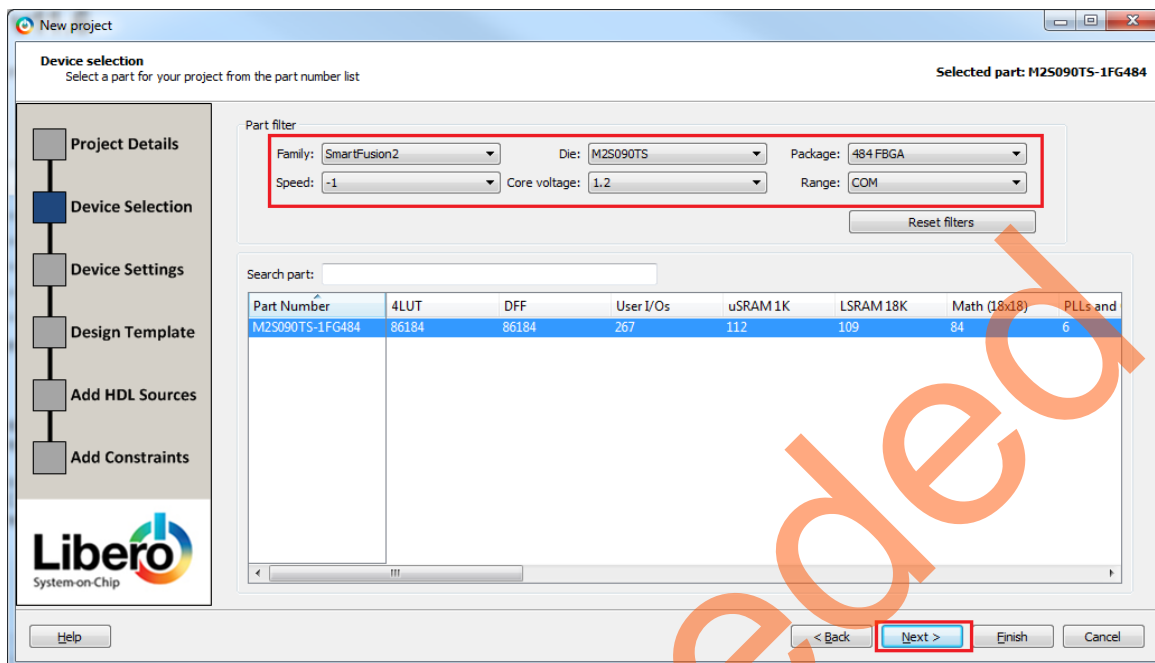 New project
Device selection
Select a part for your project from the part number list
Selected part: M2S090TS-1FG484
Project Details
Device Selection
Device Settings
Design Template
Add HDL Sources
Add Constraints
Libero
System-on-Chip
Part filter
Family: SmartFusion2 Die: M2S090TS Package: 484 FBGA
Speed: -1 Core voltage: 1.2 Range: COM
Reset filters
Search part:
Part Number 4LUT DFF User I/Os uSRAM 1K LSRAM 18K Math (18x18) PLLs and
M2S090TS-1FG484 86184 86184 267 112 109 84 6
Help < Back Next > Finish Cancel
ded